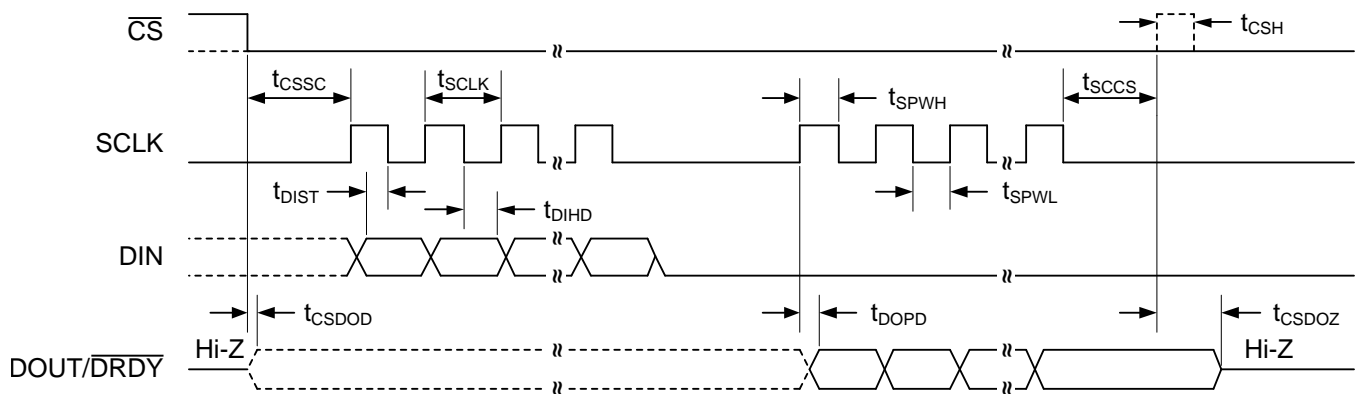 CS
tCSH
tCSSC
tSCLK
tSPWH
tSCCS
SCLK
tDIST
tDIHD
tSPWL
DIN
tCSDOD
tDOPD
tCSDOZ
DOUT/DRDY
Hi-Z
Hi-Z